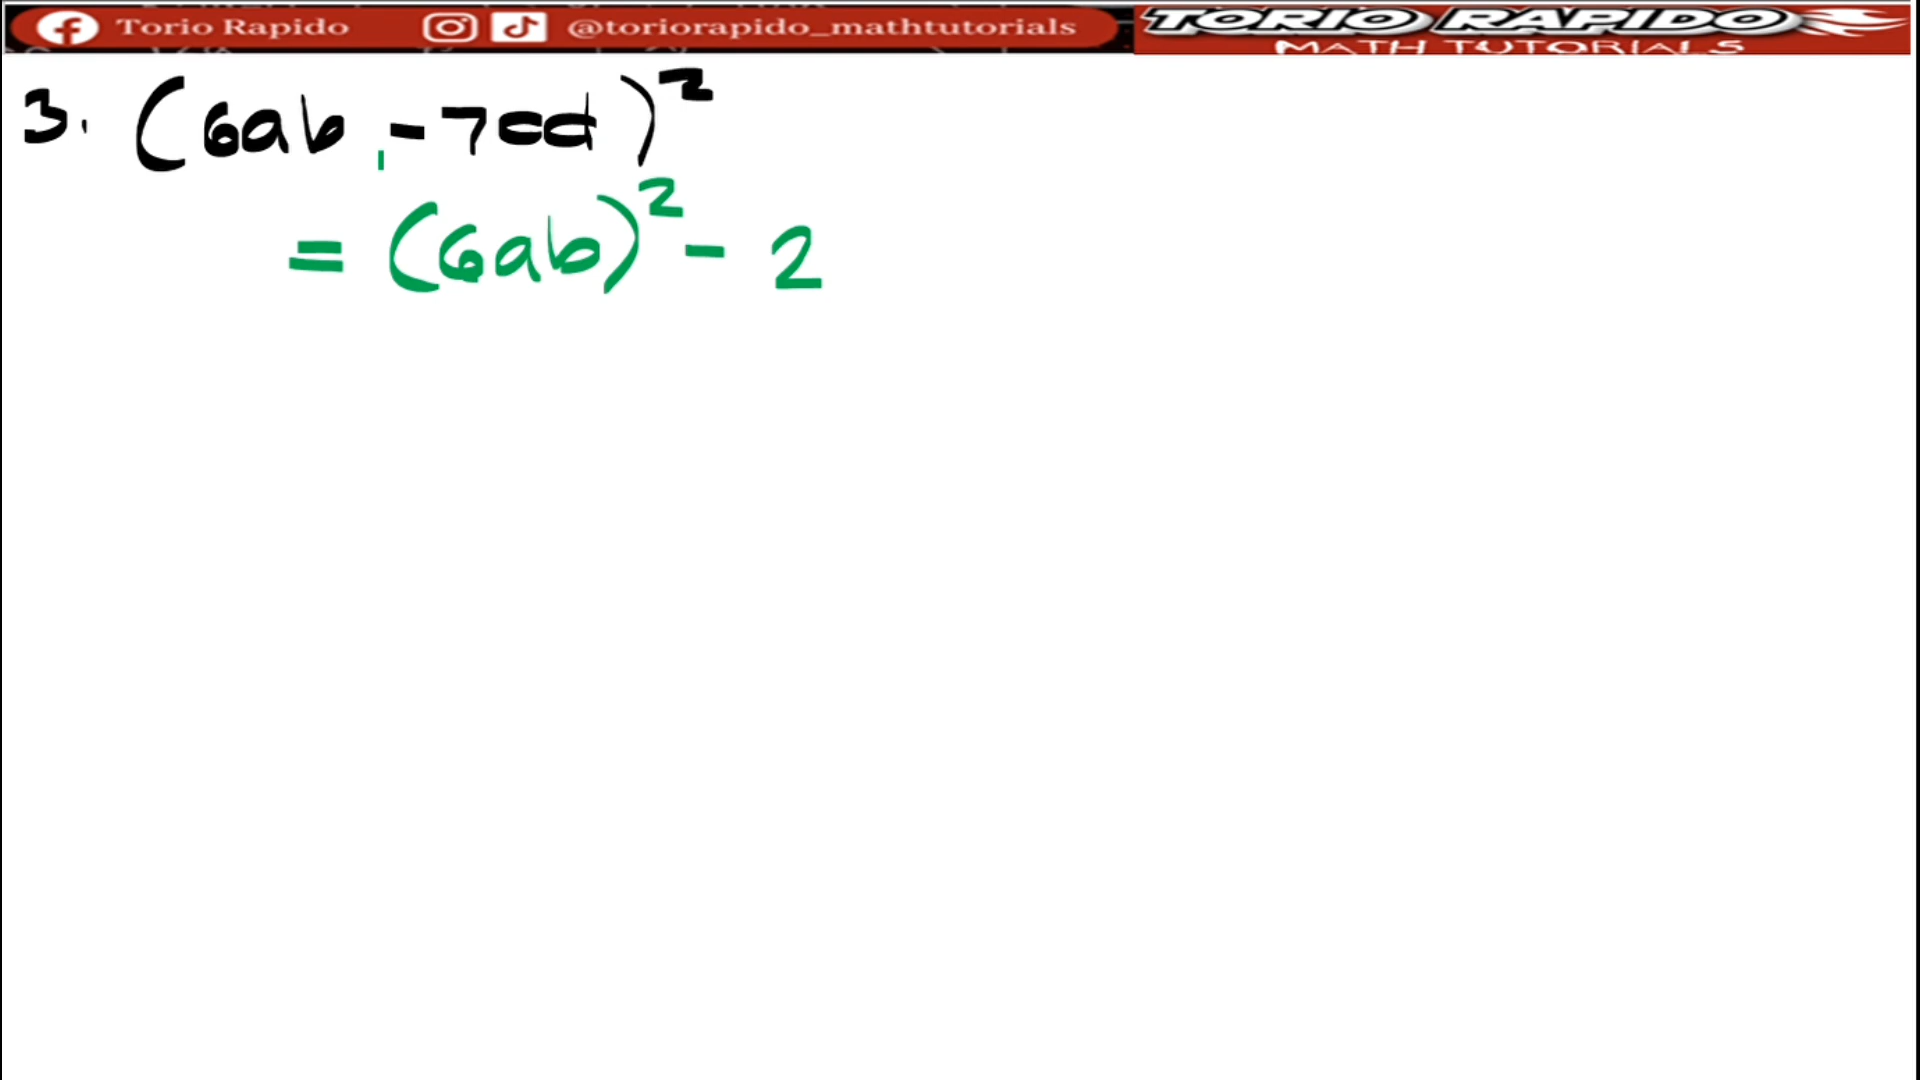 Torio Rapido @toriorapido_mathtutorials TORIO RAPIDO
MATH TUTORIALS
3. (6ab - 7cd)²
= (6ab)² - 2